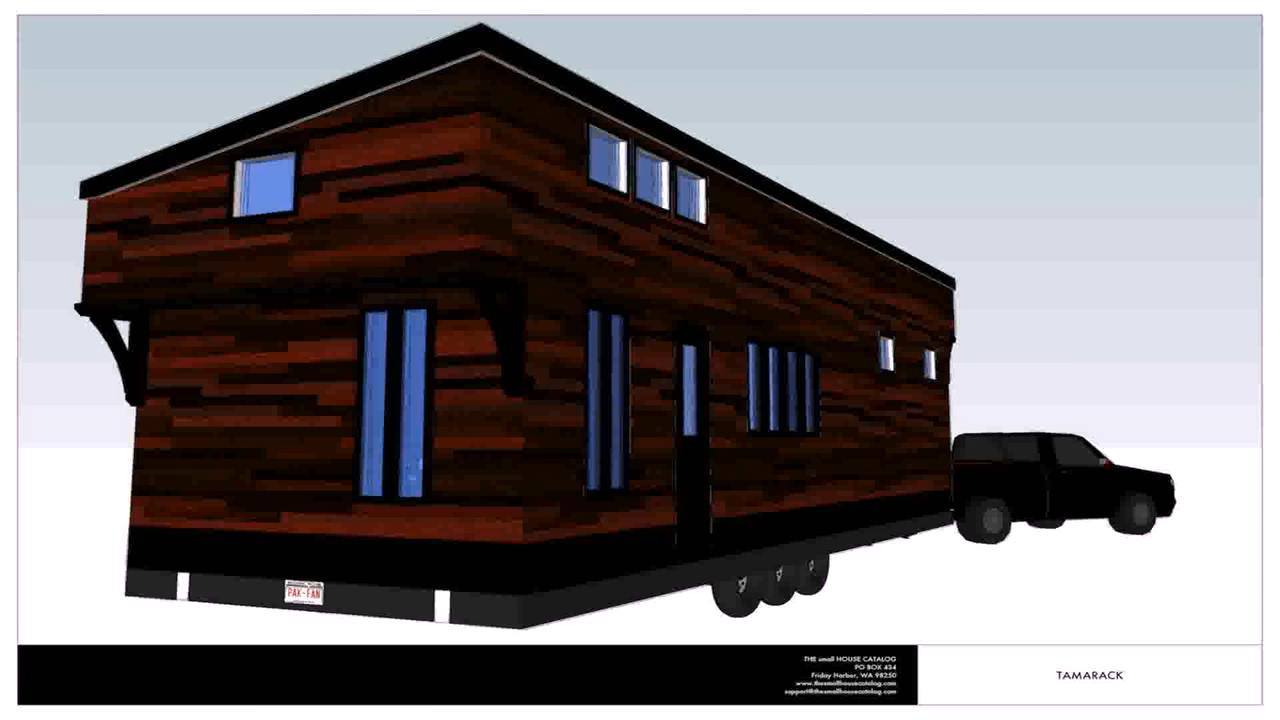 PAK-FAN
THE small HOUSE CATALOG
PO BOX 434
Friday Harbor, WA 98250
www.thesmallhousecatalog.com
support@thesmallhousecatalog.com
TAMARACK